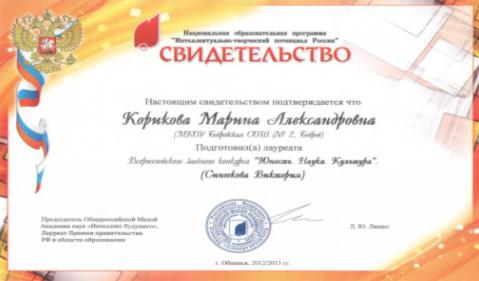 Национальная образовательная программа
"Интеллектуально-творческий потенциал России"
СВИДЕТЕЛЬСТВО
Настоящим свидетельством подтверждается что
Корикова Марина Александровна
(МКОУ Бобровская СОШ № 2, Бобров)
Подготовил(а) лауреата
Всероссийского заочного конкурса "Юность. Наука. Культура".
(Виктория)
Председатель Общероссийской Малой
Академии наук «Интеллект будущего»,
Лауреат Премии правительства
РФ в области образования
Л. Ю. Ляшко
г. Обнинск, 2012/2013 гг.